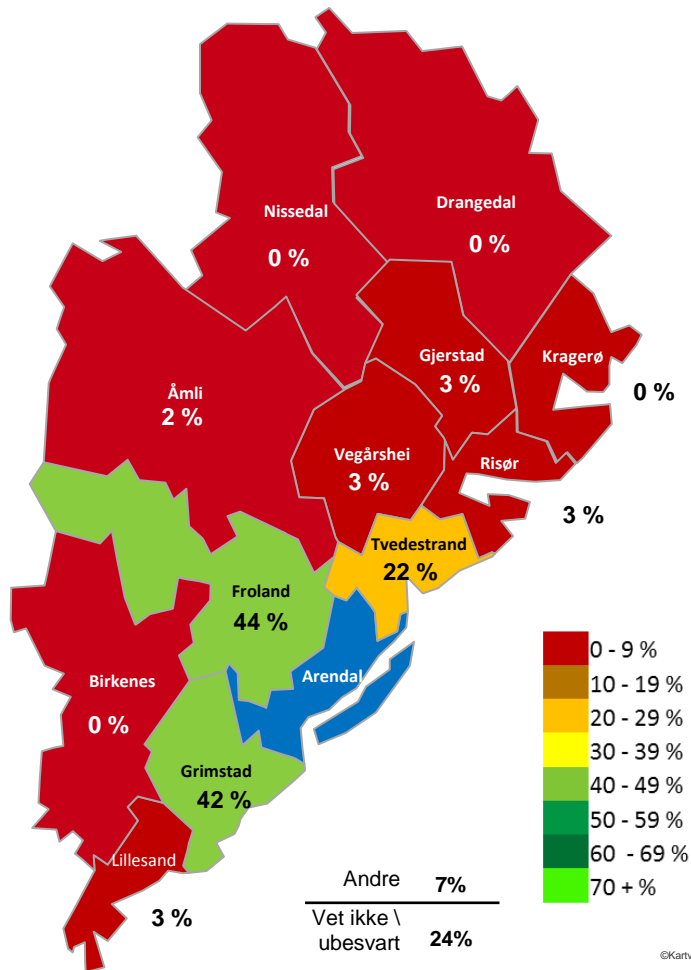 Nissedal
0 %
Drangedal
0 %
Gjerstad
3 %
Kragerø
0 %
Åmli
2 %
Vegårshei
3 %
Risør
3 %
Tvedestrand
22 %
Froland
44 %
Arendal
Birkenes
0 %
Grimstad
42 %
Lillesand
3 %
0 - 9 %
10 - 19 %
20 - 29 %
30 - 39 %
40 - 49 %
50 - 59 %
60 - 69 %
70 + %
Andre 7%
Vet ikke \
ubesvart 24%
©Kartv